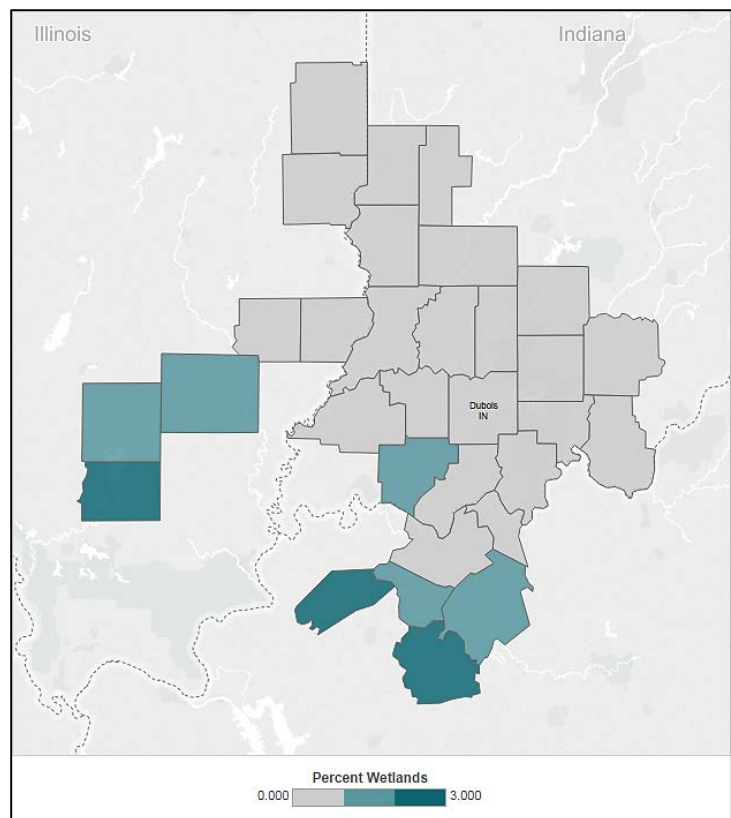 Illinois
Indiana
Dubois
IN
Percent Wetlands
0.000
3.000